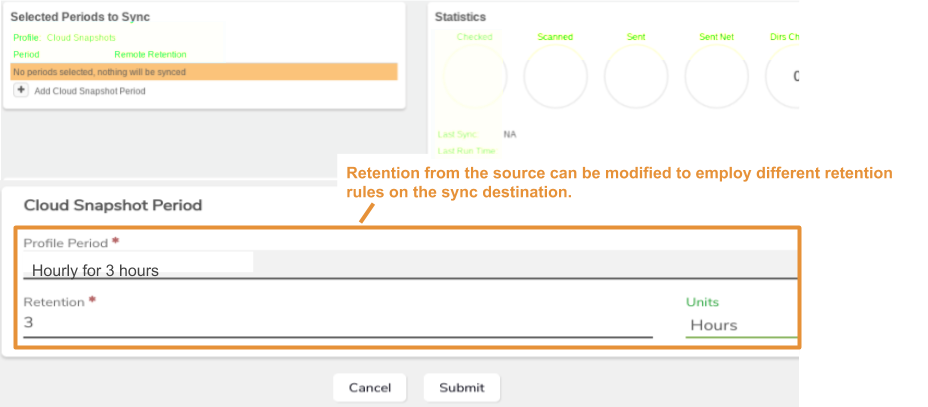 Selected Periods to Sync
Profile: Cloud Snapshots
Period Remote Retention
No periods selected, nothing will be synced
Add Cloud Snapshot Period
Statistics
Checked Scanned Sent Sent Net Dirs Ch
0
Last Sync: NA
Last Run Time
Retention from the source can be modified to employ different retention
rules on the sync destination.
Cloud Snapshot Period
Profile Period *
Hourly for 3 hours
Retention * Units
3 Hours
Cancel Submit